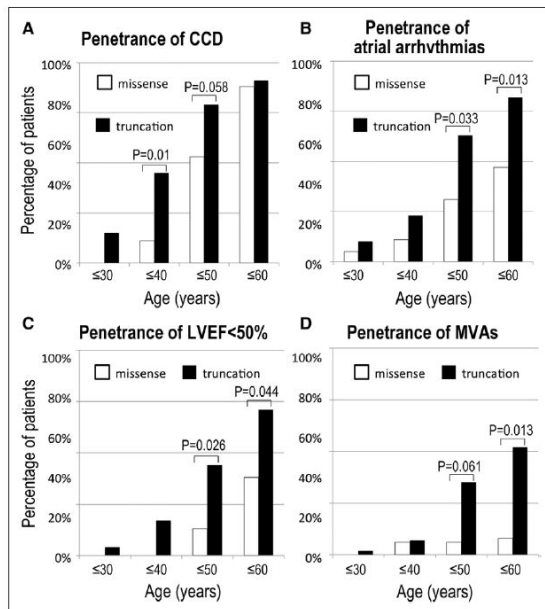 A
Penetrance of CCD
100%
80%
60%
40%
20%
0%
Percentage of patients
missense
truncation
P=0.01
P=0.058
≤30 ≤40 ≤50 ≤60
Age (years)
B
Penetrance of
atrial arrhythmias
100%
80%
60%
40%
20%
0%
missense
truncation
P=0.033
P=0.013
≤30 ≤40 ≤50 ≤60
Age (years)
C
Penetrance of LVEF<50%
100%
80%
60%
40%
20%
0%
Percentage of patients
missense truncation
P=0.026
P=0.044
≤30 ≤40 ≤50 ≤60
Age (years)
D
Penetrance of MVAs
100%
80%
60%
40%
20%
0%
missense truncation
P=0.061
P=0.013
≤30 ≤40 ≤50 ≤60
Age (years)